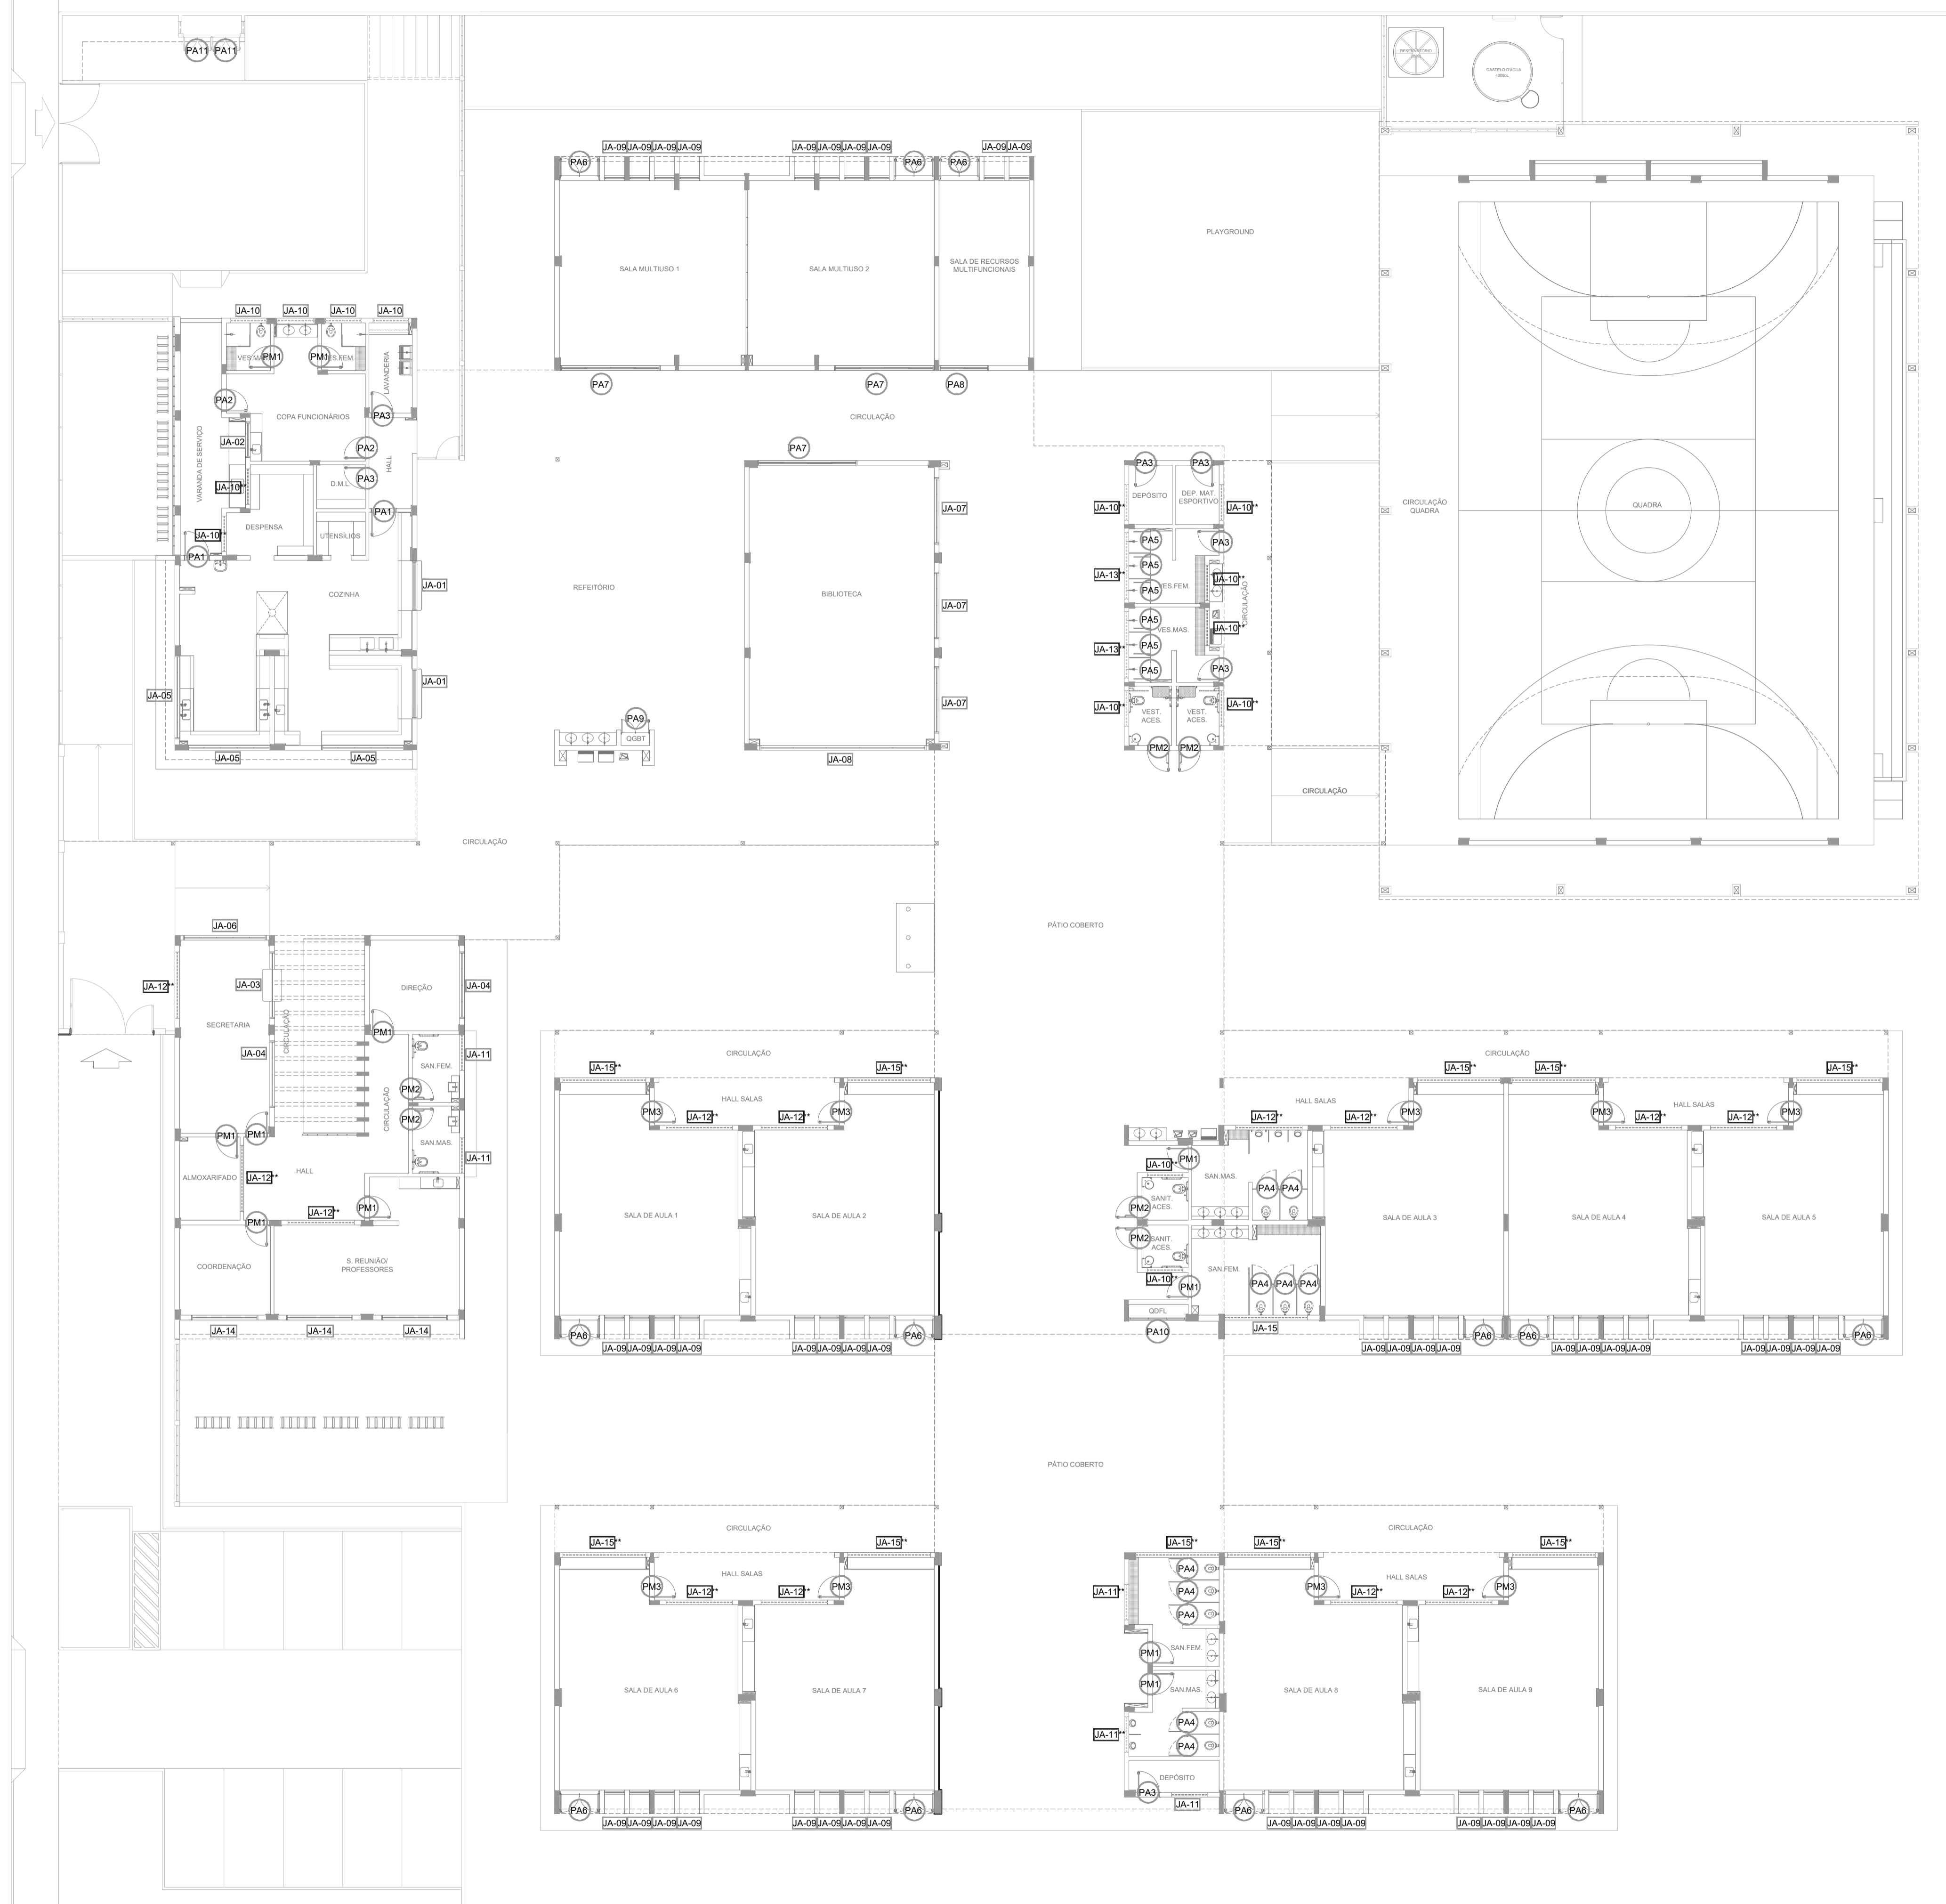 PA11 PA11
RESERVATÓRIO
CASTELO D'ÁGUA
JA-09 JA-09 JA-09 JA-09 JA-09 JA-09 JA-09 JA-09 JA-09 JA-09
PA6 PA6 PA6
PLAYGROUND
SALA MULTIUSO 1
SALA MULTIUSO 2
SALA DE RECURSOS
MULTIFUNCIONAIS
JA-10 JA-10 JA-10 JA-10
VES.MAS. PM1 PM1 VES.FEM.
LAVANDERIA
PA7 PA7 PA8
PA2
COPA FUNCIONÁRIOS
PA3
CIRCULAÇÃO
VARANDA DE SERVIÇO
JA-02
PA2
HALL
PA7
PA3 PA3
PA3
D.M.L.
JA-10**
DEPÓSITO
DEP. MAT.
ESPORTIVO
JA-10** JA-10**
JA-07
CIRCULAÇÃO
QUADRA
QUADRA
PA1
DESPENSA
UTENSÍLIOS
JA-10**
PA1
PA5
PA3
PA5
JA-13**
JA-10**
VES.FEM.
PA5
CIRCULAÇÃO
JA-01
COZINHA
REFEITÓRIO
BIBLIOTECA
JA-07
PA5
VES.MAS.
JA-10**
PA5
JA-13**
PA5
PA3
JA-01
JA-05
JA-07
JA-10** JA-10**
VEST.
ACES.
VEST.
ACES.
PA9
QGBT
PM2 PM2
JA-05 JA-05
JA-08
CIRCULAÇÃO
CIRCULAÇÃO
JA-06
PÁTIO COBERTO
JA-12**
JA-03
DIREÇÃO
JA-04
SECRETARIA
CIRCULAÇÃO
PM1
JA-04
JA-11
SAN.FEM.
PM2
CIRCULAÇÃO
PM2
SAN.MAS.
JA-11
PM1 PM1
HALL
ALMOXARIFADO
JA-12**
JA-12**
PM1
PM1
COORDENAÇÃO
S. REUNIÃO/
PROFESSORES
JA-14 JA-14 JA-14
CIRCULAÇÃO
JA-15** JA-15**
HALL SALAS
PM3 JA-12** JA-12** PM3
SALA DE AULA 1
SALA DE AULA 2
PA6 PA6
JA-09 JA-09 JA-09 JA-09 JA-09 JA-09 JA-09 JA-09
CIRCULAÇÃO
JA-15** JA-15** JA-15**
HALL SALAS
HALL SALAS
JA-12** JA-12** PM3 PM3 JA-12** JA-12** PM3
PM1
JA-10**
SAN.MAS.
PA4 PA4
SANIT.
ACES.
PM2
SALA DE AULA 3
SALA DE AULA 4
SALA DE AULA 5
PM2
SANIT.
ACES.
SAN.FEM.
JA-10**
PM1
PA4 PA4 PA4
QDFL
PA10
JA-15
PA6 PA6 PA6
JA-09 JA-09 JA-09 JA-09 JA-09 JA-09 JA-09 JA-09 JA-09 JA-09 JA-09 JA-09
PÁTIO COBERTO
CIRCULAÇÃO
JA-15** JA-15**
HALL SALAS
PM3 JA-12** JA-12** PM3
SALA DE AULA 6
SALA DE AULA 7
PA6 PA6
JA-09 JA-09 JA-09 JA-09 JA-09 JA-09 JA-09 JA-09
CIRCULAÇÃO
JA-15** JA-15** JA-15**
PA4
HALL SALAS
JA-11**
PA4
PM3 JA-12** JA-12** PM3
PA4
SAN.FEM.
PM1
PM1
SAN.MAS.
SALA DE AULA 8
SALA DE AULA 9
PA4
JA-11**
PA4
DEPÓSITO
PA3
JA-11
PA6 PA6
JA-09 JA-09 JA-09 JA-09 JA-09 JA-09 JA-09 JA-09